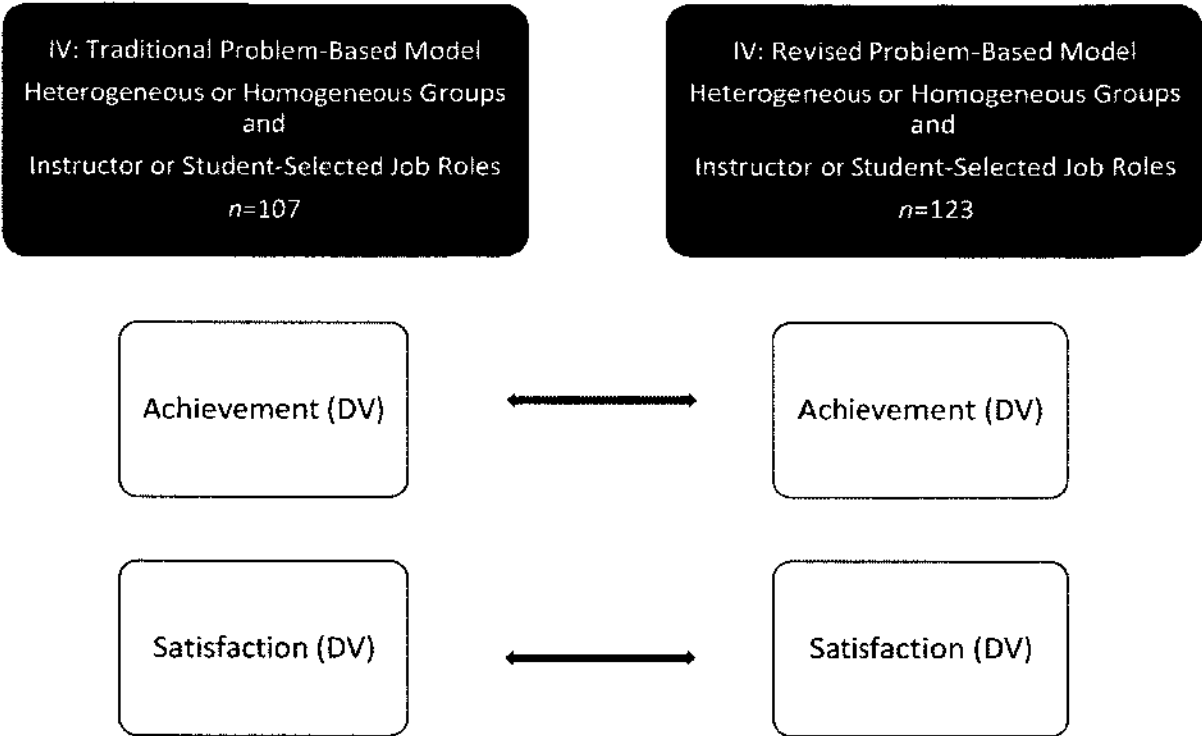 IV: Traditional Problem-Based Model
Heterogeneous or Homogeneous Groups
and
Instructor or Student-Selected Job Roles
n=107
IV: Revised Problem-Based Model
Heterogeneous or Homogeneous Groups
and
Instructor or Student-Selected Job Roles
n=123
Achievement (DV)
Achievement (DV)
Satisfaction (DV)
Satisfaction (DV)